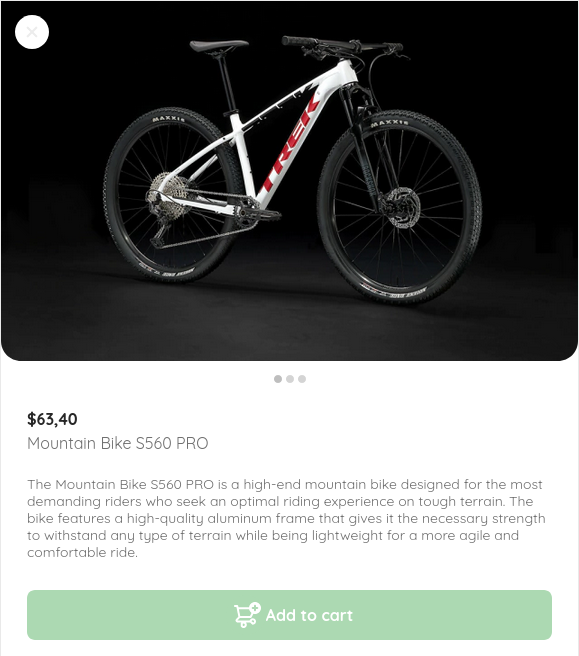 MAXXIS
MAXXIS
TREK
$63,40
Mountain Bike S560 PRO
The Mountain Bike S560 PRO is a high-end mountain bike designed for the most
demanding riders who seek an optimal riding experience on tough terrain. The
bike features a high-quality aluminum frame that gives it the necessary strength
to withstand any type of terrain while being lightweight for a more agile and
comfortable ride.
Add to cart